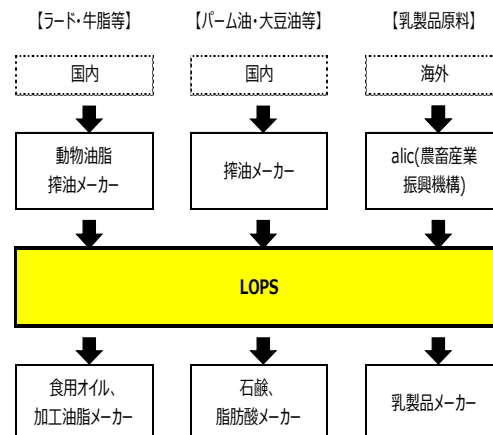 【ラード・牛脂等】 【パーム油・大豆油等】 【乳製品原料】
国内 国内 海外
動物油脂 搾油メーカー alic(農畜産業
搾油メーカー 振興機構)
LOPS
食用オイル、 石鹸、 乳製品メーカー
加工油脂メーカー 脂肪酸メーカー